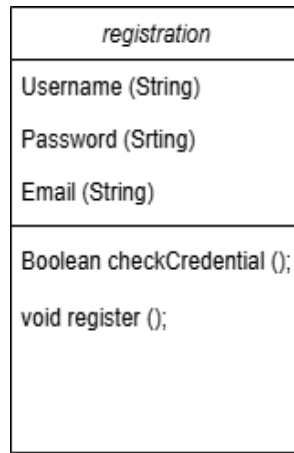 registration
Username (String)
Password (Srting)
Email (String)
Boolean checkCredential ();
void register ();